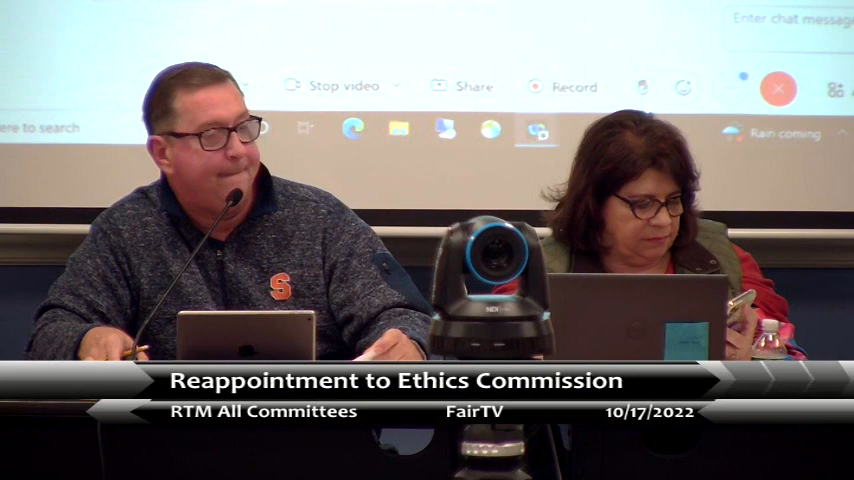 Enter chat message
Stop video
Share
Record
ere to search
Rain coming
S
NDI
Reappointment to Ethics Commission
RTM All Committees FairTV 10/17/2022